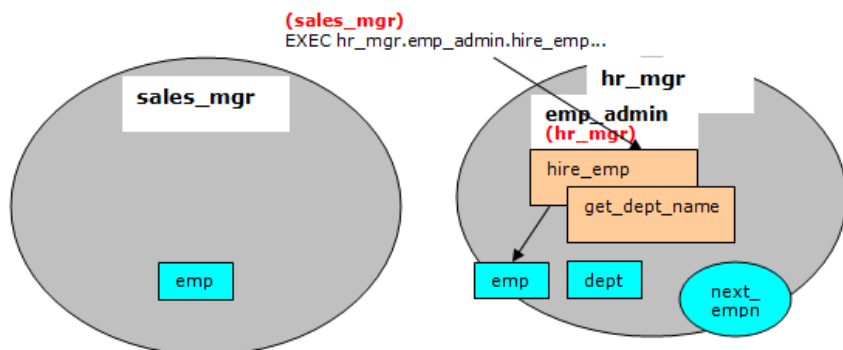 (sales_mgr)
EXEC hr_mgr.emp_admin.hire_emp...
sales_mgr
hr_mgr
emp_admin
(hr_mgr)
hire_emp
get_dept_name
emp
emp
dept
next_
empn